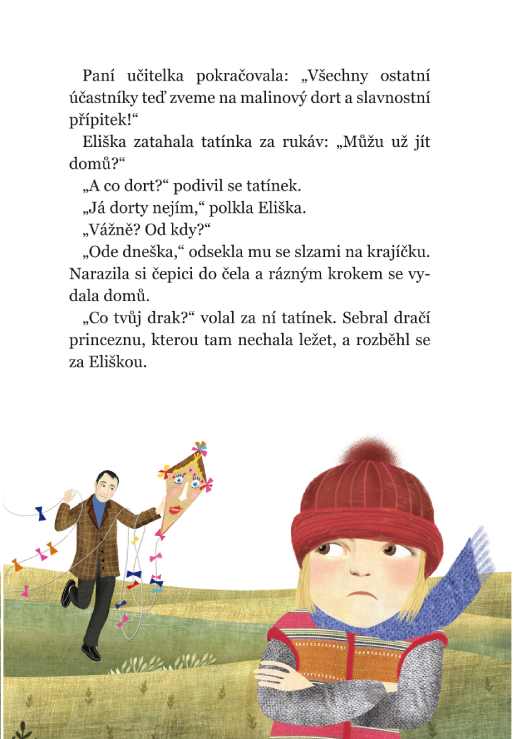 Paní učitelka pokračovala: „Všechny ostatní
účastníky teď zveme na malinový dort a slavnostní
přípitek!“
Eliška zatahala tatínka za rukáv: „Můžu už jít
domů?“
„A co dort?“ podivil se tatínek.
„Já dorty nejím,“ polkla Eliška.
„Vážně? Od kdy?“
„Ode dneška,“ odsekla mu se slzami na krajíčku.
Narazila si čepici do čela a rázným krokem se vy-
dala domů.
„Co tvůj drak?“ volal za ní tatínek. Sebral dračí
princeznu, kterou tam nechala ležet, a rozběhl se
za Eliškou.